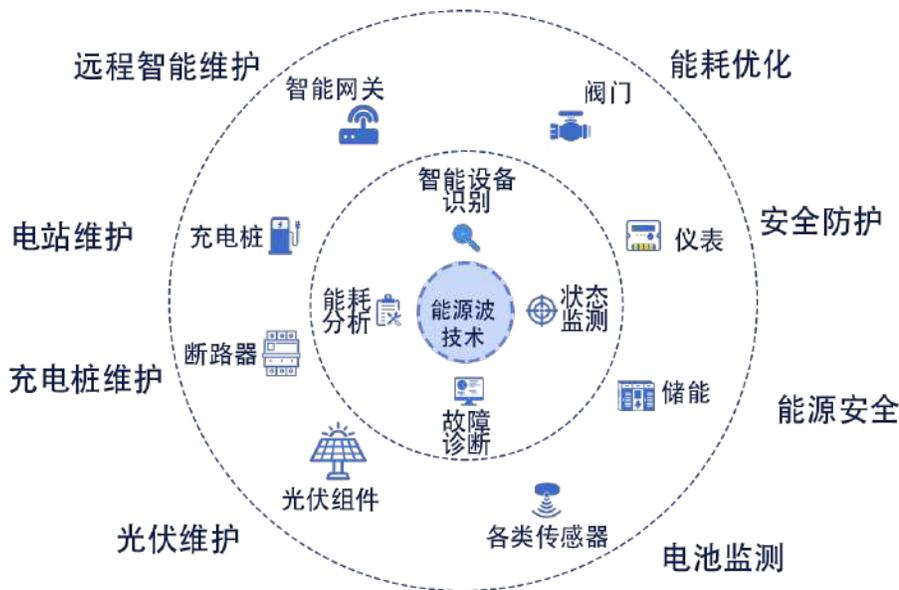 远程智能维护
能耗优化
智能网关
阀门
智能设备
识别
电站维护
充电桩
仪表
安全防护
能耗
分析
能源波
技术
状态
监测
断路器
充电桩维护
储能
能源安全
故障
诊断
光伏组件
各类传感器
光伏维护
电池监测